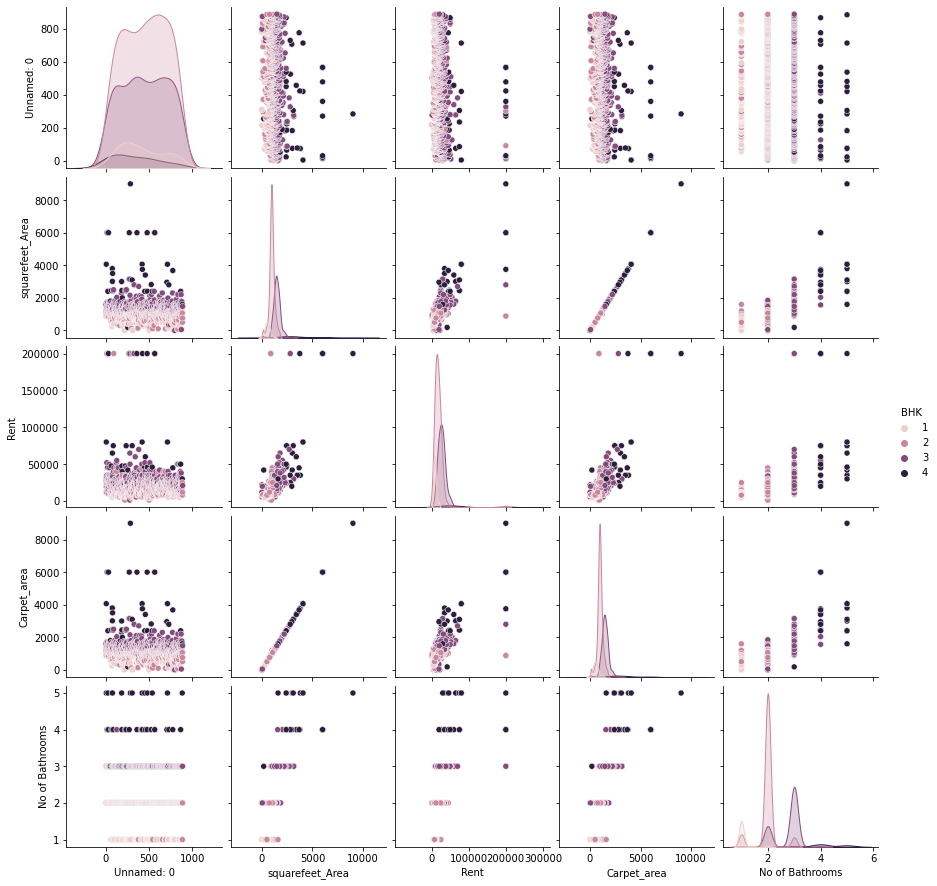 800
600
400
200
0
Unnamed: 0
8000
6000
4000
2000
0
squarefeet_Area
200000
150000
100000
50000
0
Rent
BHK
1
2
3
4
8000
6000
4000
2000
0
Carpet_area
5
4
3
2
1
No of Bathrooms
0 500 1000
Unnamed: 0
0 5000 10000
squarefeet_Area
0 100000 200000 300000
Rent
0 5000 10000
Carpet_area
2 4 6
No of Bathrooms